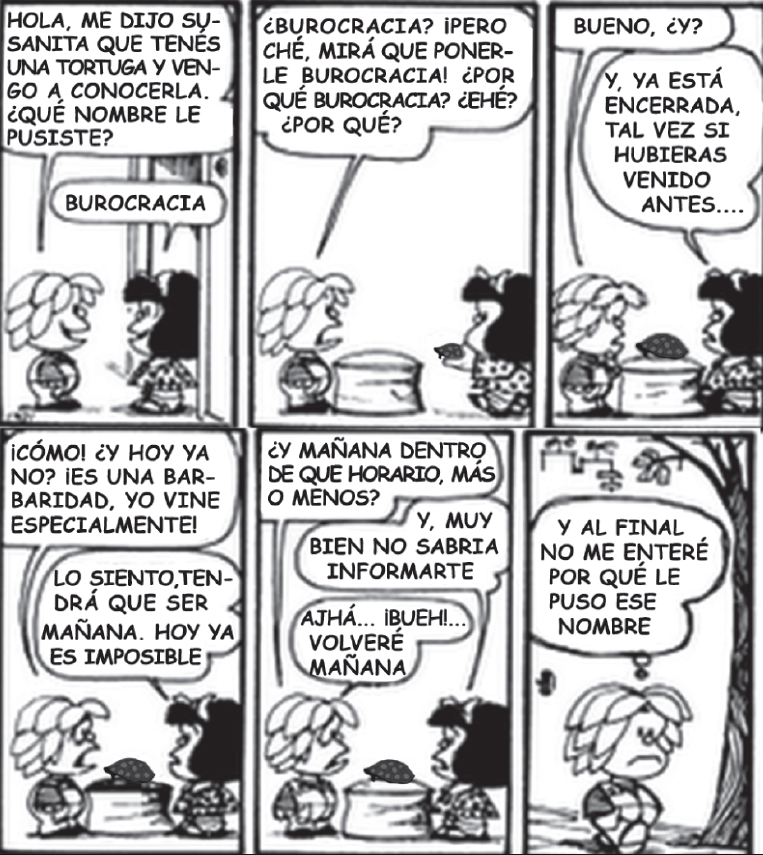 HOLA, ME DIJO SU-
SANITA QUE TENÉS
UNA TORTUGA Y VEN-
GO A CONOCERLA.
¿QUÉ NOMBRE LE
PUSISTE?
BUROCRACIA
¿BUROCRACIA? ¡PERO
CHÉ, MIRÁ QUE PONER-
LE BUROCRACIA! ¿POR
QUÉ BUROCRACIA? ¿EHÉ?
¿POR QUÉ?
BUENO, ¿Y?
Y, YA ESTÁ
ENCERRADA,
TAL VEZ SI
HUBIERAS
VENIDO
ANTES....
¡CÓMO! ¿Y HOY YA
NO? ¡ES UNA BAR-
BARIDAD, YO VINE
ESPECIALMENTE!
LO SIENTO,TEN-
DRÁ QUE SER
MAÑANA. HOY YA
ES IMPOSIBLE
¿Y MAÑANA DENTRO
DE QUE HORARIO, MÁS
O MENOS?
Y, MUY
BIEN NO SABRIA
INFORMARTE
AJHÁ... ¡BUEH!...
VOLVERÉ
MAÑANA
Y AL FINAL
NO ME ENTERÉ
POR QUÉ LE
PUSO ESE
NOMBRE